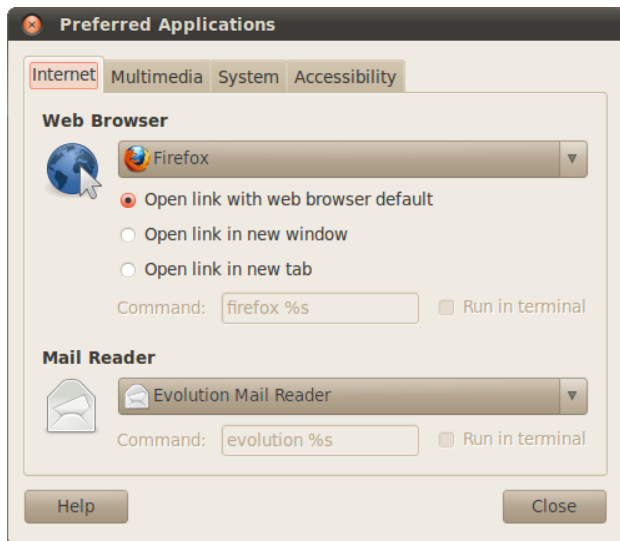 Preferred Applications
Internet Multimedia System Accessibility
Web Browser
Firefox
Open link with web browser default
Open link in new window
Open link in new tab
Command: firefox %s Run in terminal
Mail Reader
Evolution Mail Reader
Command: evolution %s Run in terminal
Help Close